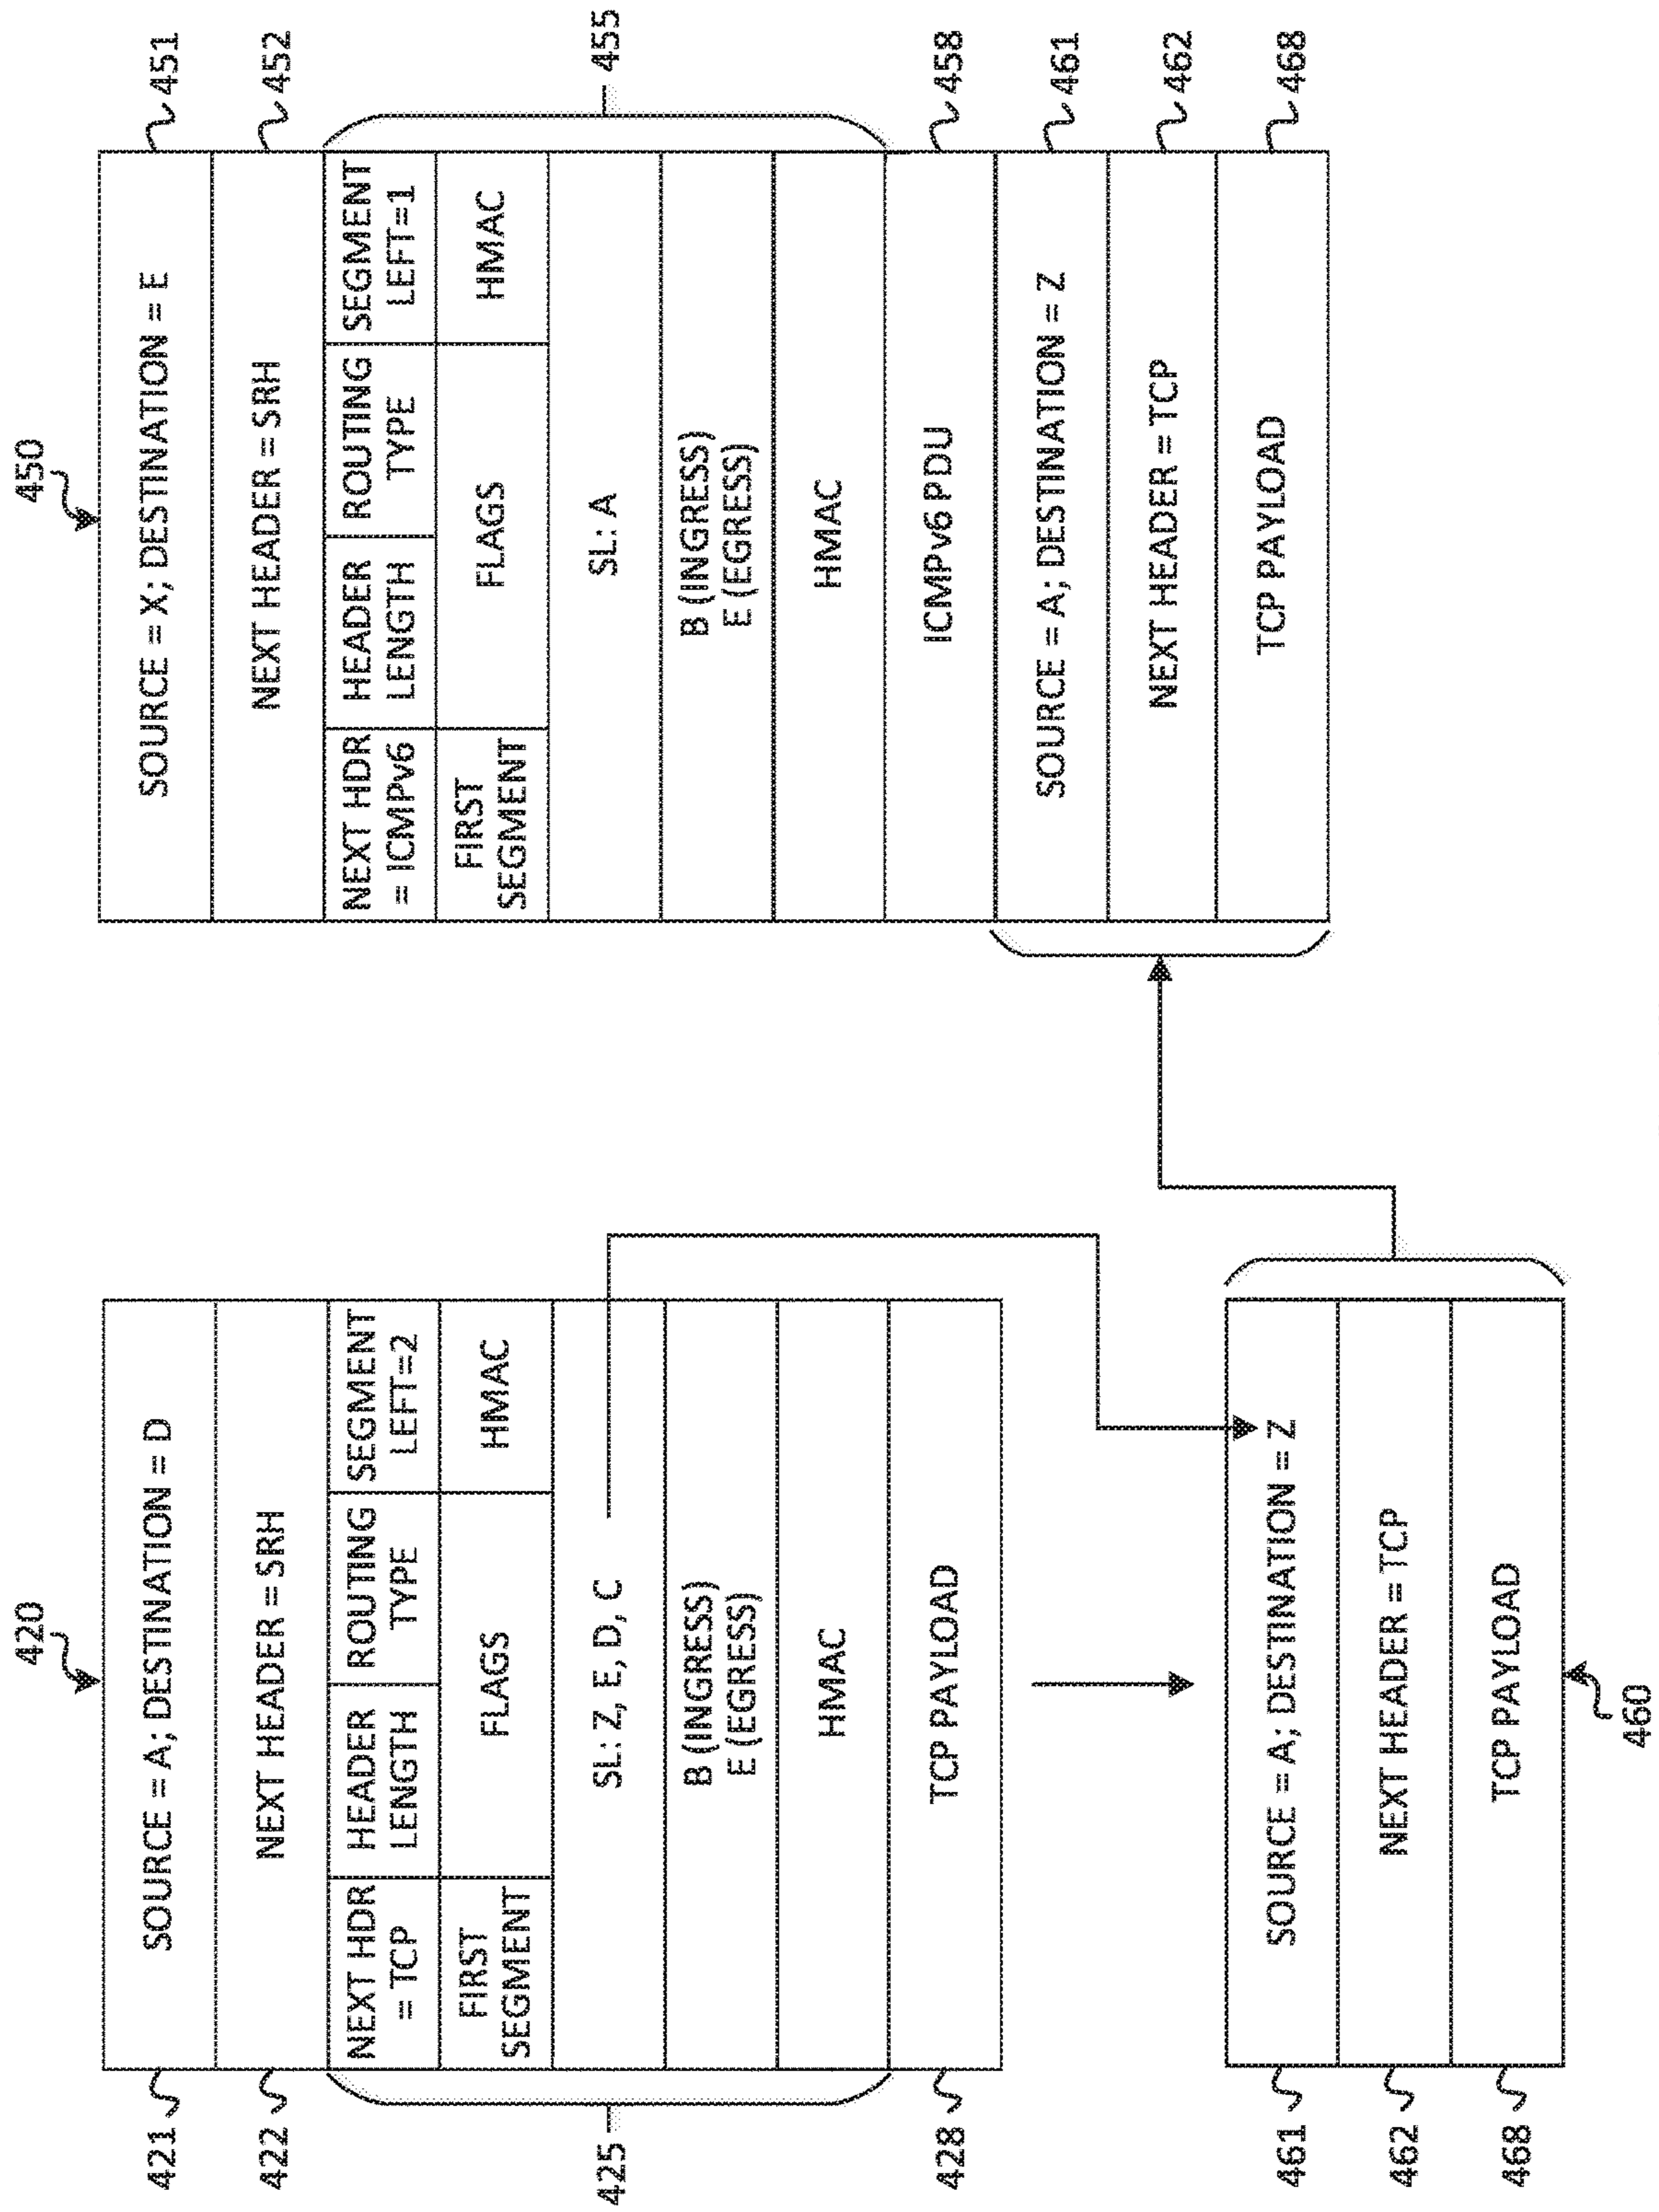 420
421
SOURCE = A; DESTINATION = D
422
NEXT HEADER = SRH
425
NEXT HDR
= TCP
HEADER
LENGTH
ROUTING
TYPE
SEGMENT
LEFT=2
FIRST
SEGMENT
FLAGS
HMAC
SL: Z, E, D, C
B (INGRESS)
E (EGRESS)
HMAC
428
TCP PAYLOAD
461
SOURCE = A; DESTINATION = Z
462
NEXT HEADER = TCP
468
TCP PAYLOAD
460
450
SOURCE = X; DESTINATION = E
451
NEXT HEADER = SRH
452
NEXT HDR
= ICMPv6
HEADER
LENGTH
ROUTING
TYPE
SEGMENT
LEFT=1
FIRST
SEGMENT
FLAGS
HMAC
SL: A
455
B (INGRESS)
E (EGRESS)
HMAC
ICMPv6 PDU
458
SOURCE = A; DESTINATION = Z
461
NEXT HEADER = TCP
462
TCP PAYLOAD
468